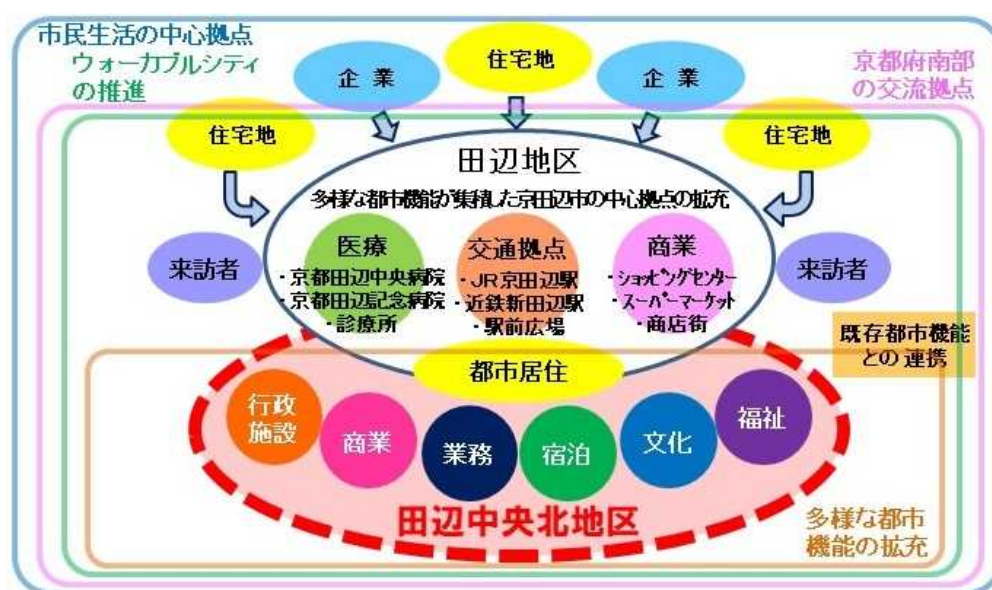 市民生活の中心拠点
ウォーカブルシティ
の推進
京都府南部
の交流拠点
住宅地
企 業
企 業
住宅地
住宅地
田辺地区
多様な都市機能が集積した京田辺市の中心拠点の拡充
来訪者
来訪者
医療
・京都田辺中央病院
・京都田辺記念病院
・診療所
交通拠点
・JR京田辺駅
・近鉄新田辺駅
・駅前広場
商業
・ショッピングセンター
・スーパーマーケット
・商店街
既存都市機能
との連携
都市居住
行政
施設
商業
業務
宿泊
文化
福祉
田辺中央北地区
多様な都市
機能の拡充